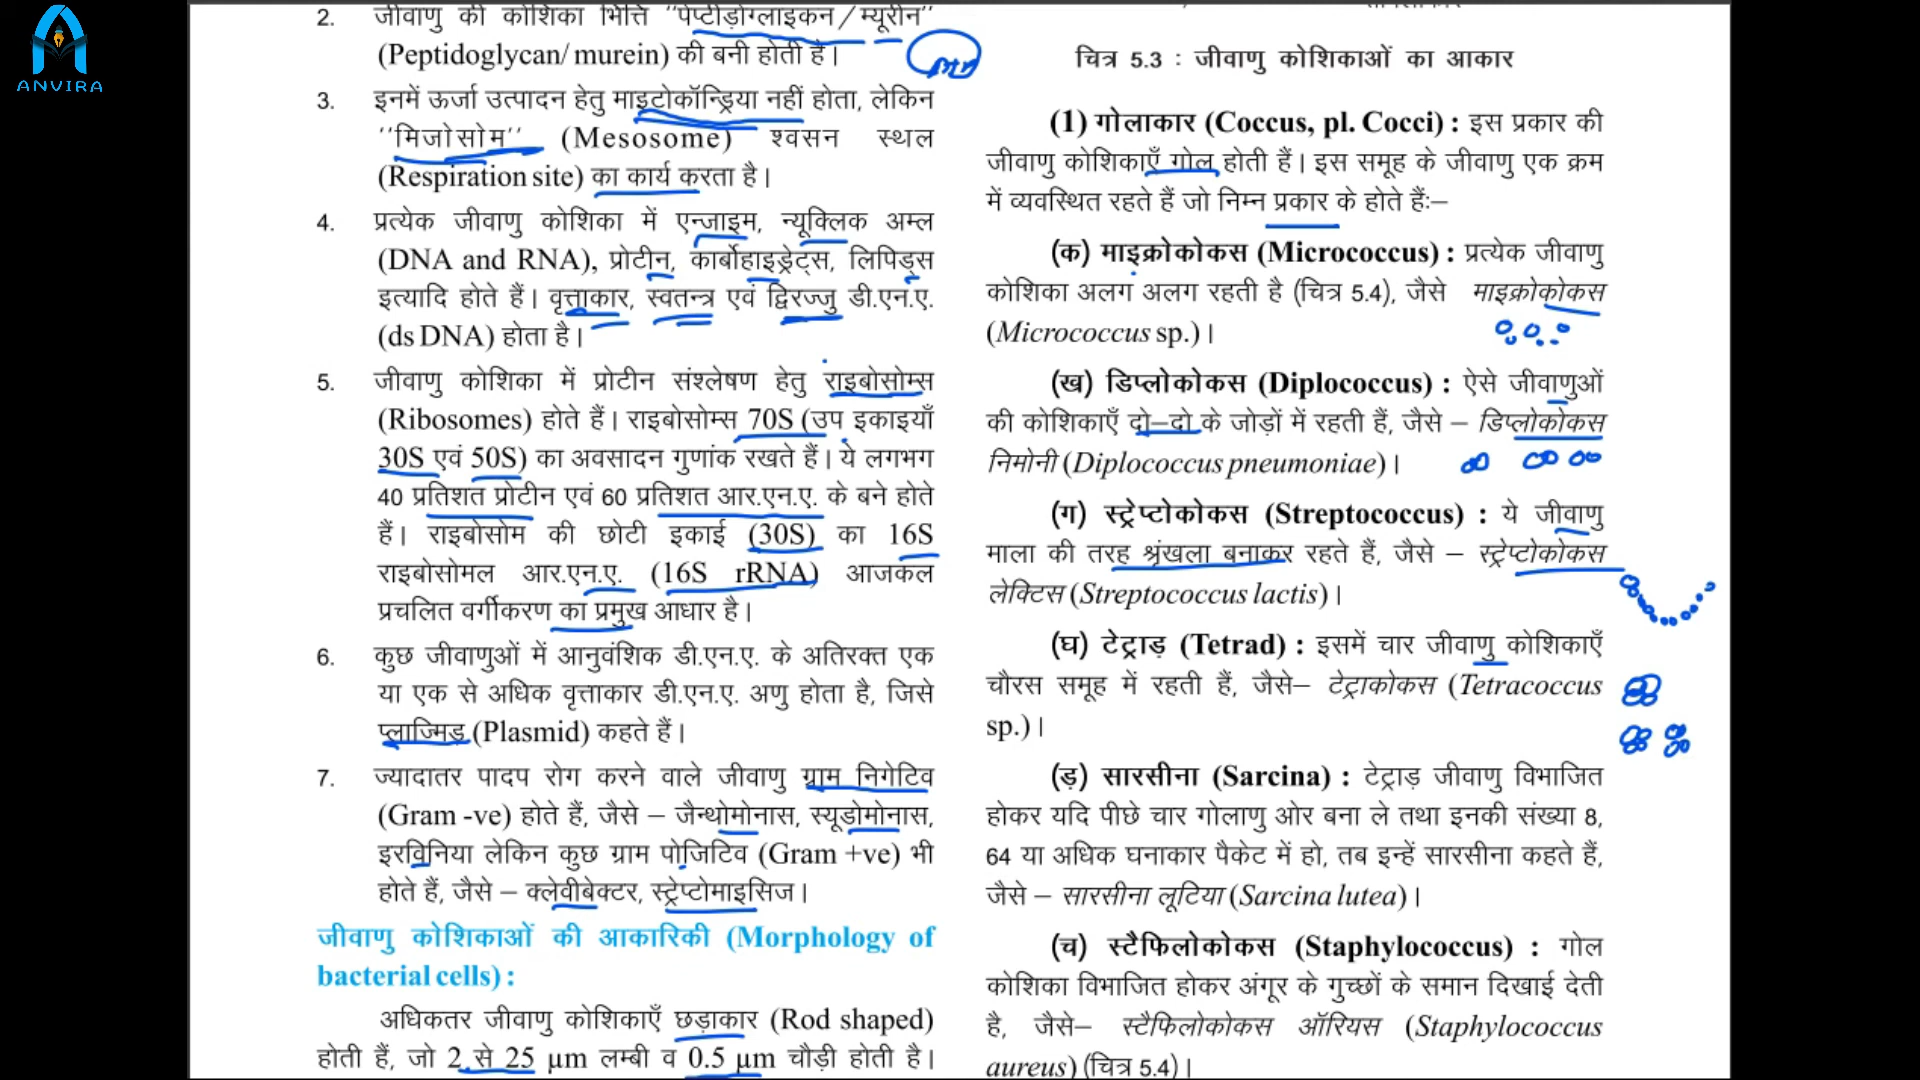 ANVIRA
2. जीवाणु की कोशिका भित्ति ''पेप्टीड़ोग्लाइकन/म्यूरीन''
(Peptidoglycan/ murein) की बनी होती है।
3. इनमें ऊर्जा उत्पादन हेतु माइटोकॉन्ड्रिया नहीं होता, लेकिन
''मिजोसोम'' (Mesosome) श्वसन स्थल
(Respiration site) का कार्य करता है।
4. प्रत्येक जीवाणु कोशिका में एन्जाइम, न्यूक्लिक अम्ल
(DNA and RNA), प्रोटीन, कार्बोहाइड्रेट्स, लिपिड्स
इत्यादि होते हैं। वृत्ताकार, स्वतन्त्र एवं द्विरज्जु डी.एन.ए.
(ds DNA) होता है।
5. जीवाणु कोशिका में प्रोटीन संश्लेषण हेतु राइबोसोम्स
(Ribosomes) होते हैं। राइबोसोम्स 70S (उप इकाइयाँ
30S एवं 50S) का अवसादन गुणांक रखते हैं। ये लगभग
40 प्रतिशत प्रोटीन एवं 60 प्रतिशत आर.एन.ए. के बने होते
हैं। राइबोसोम की छोटी इकाई (30S) का 16S
राइबोसोमल आर.एन.ए. (16S rRNA) आजकल
प्रचलित वर्गीकरण का प्रमुख आधार है।
6. कुछ जीवाणुओं में आनुवंशिक डी.एन.ए. के अतिरक्त एक
या एक से अधिक वृत्ताकार डी.एन.ए. अणु होता है, जिसे
प्लाज्मिड़ (Plasmid) कहते हैं।
7. ज्यादातर पादप रोग करने वाले जीवाणु ग्राम निगेटिव
(Gram -ve) होते हैं, जैसे – जैन्थोमोनास, स्यूडोमोनास,
इरविनिया लेकिन कुछ ग्राम पोजिटिव (Gram +ve) भी
होते हैं, जैसे – क्लेवीबेक्टर, स्ट्रेप्टोमाइसिज।
जीवाणु कोशिकाओं की आकारिकी (Morphology of
bacterial cells) :
अधिकतर जीवाणु कोशिकाएँ छड़ाकार (Rod shaped)
होती हैं, जो 2 से 25 µm लम्बी व 0.5 µm चौड़ी होती है।
चित्र 5.3 : जीवाणु कोशिकाओं का आकार
(1) गोलाकार (Coccus, pl. Cocci) : इस प्रकार की
जीवाणु कोशिकाएँ गोल होती हैं। इस समूह के जीवाणु एक क्रम
में व्यवस्थित रहते हैं जो निम्न प्रकार के होते हैं:–
(क) माइक्रोकोकस (Micrococcus) : प्रत्येक जीवाणु
कोशिका अलग अलग रहती है (चित्र 5.4), जैसे माइक्रोकोकस
(Micrococcus sp.)।
(ख) डिप्लोकोकस (Diplococcus) : ऐसे जीवाणुओं
की कोशिकाएँ दो–दो के जोड़ों में रहती हैं, जैसे – डिप्लोकोकस
निमोनी (Diplococcus pneumoniae)।
(ग) स्ट्रेप्टोकोकस (Streptococcus) : ये जीवाणु
माला की तरह श्रृंखला बनाकर रहते हैं, जैसे – स्ट्रेप्टोकोकस
लेक्टिस (Streptococcus lactis)।
(घ) टेट्राड़ (Tetrad) : इसमें चार जीवाणु कोशिकाएँ
चौरस समूह में रहती हैं, जैसे– टेट्राकोकस (Tetracoccus
sp.)।
(ड़) सारसीना (Sarcina) : टेट्राड़ जीवाणु विभाजित
होकर यदि पीछे चार गोलाणु ओर बना ले तथा इनकी संख्या 8,
64 या अधिक घनाकार पैकेट में हो, तब इन्हें सारसीना कहते हैं,
जैसे – सारसीना लूटिया (Sarcina lutea)।
(च) स्टैफिलोकोकस (Staphylococcus) : गोल
कोशिका विभाजित होकर अंगूर के गुच्छों के समान दिखाई देती
है, जैसे– स्टैफिलोकोकस ऑरियस (Staphylococcus
aureus) (चित्र 5.4)।